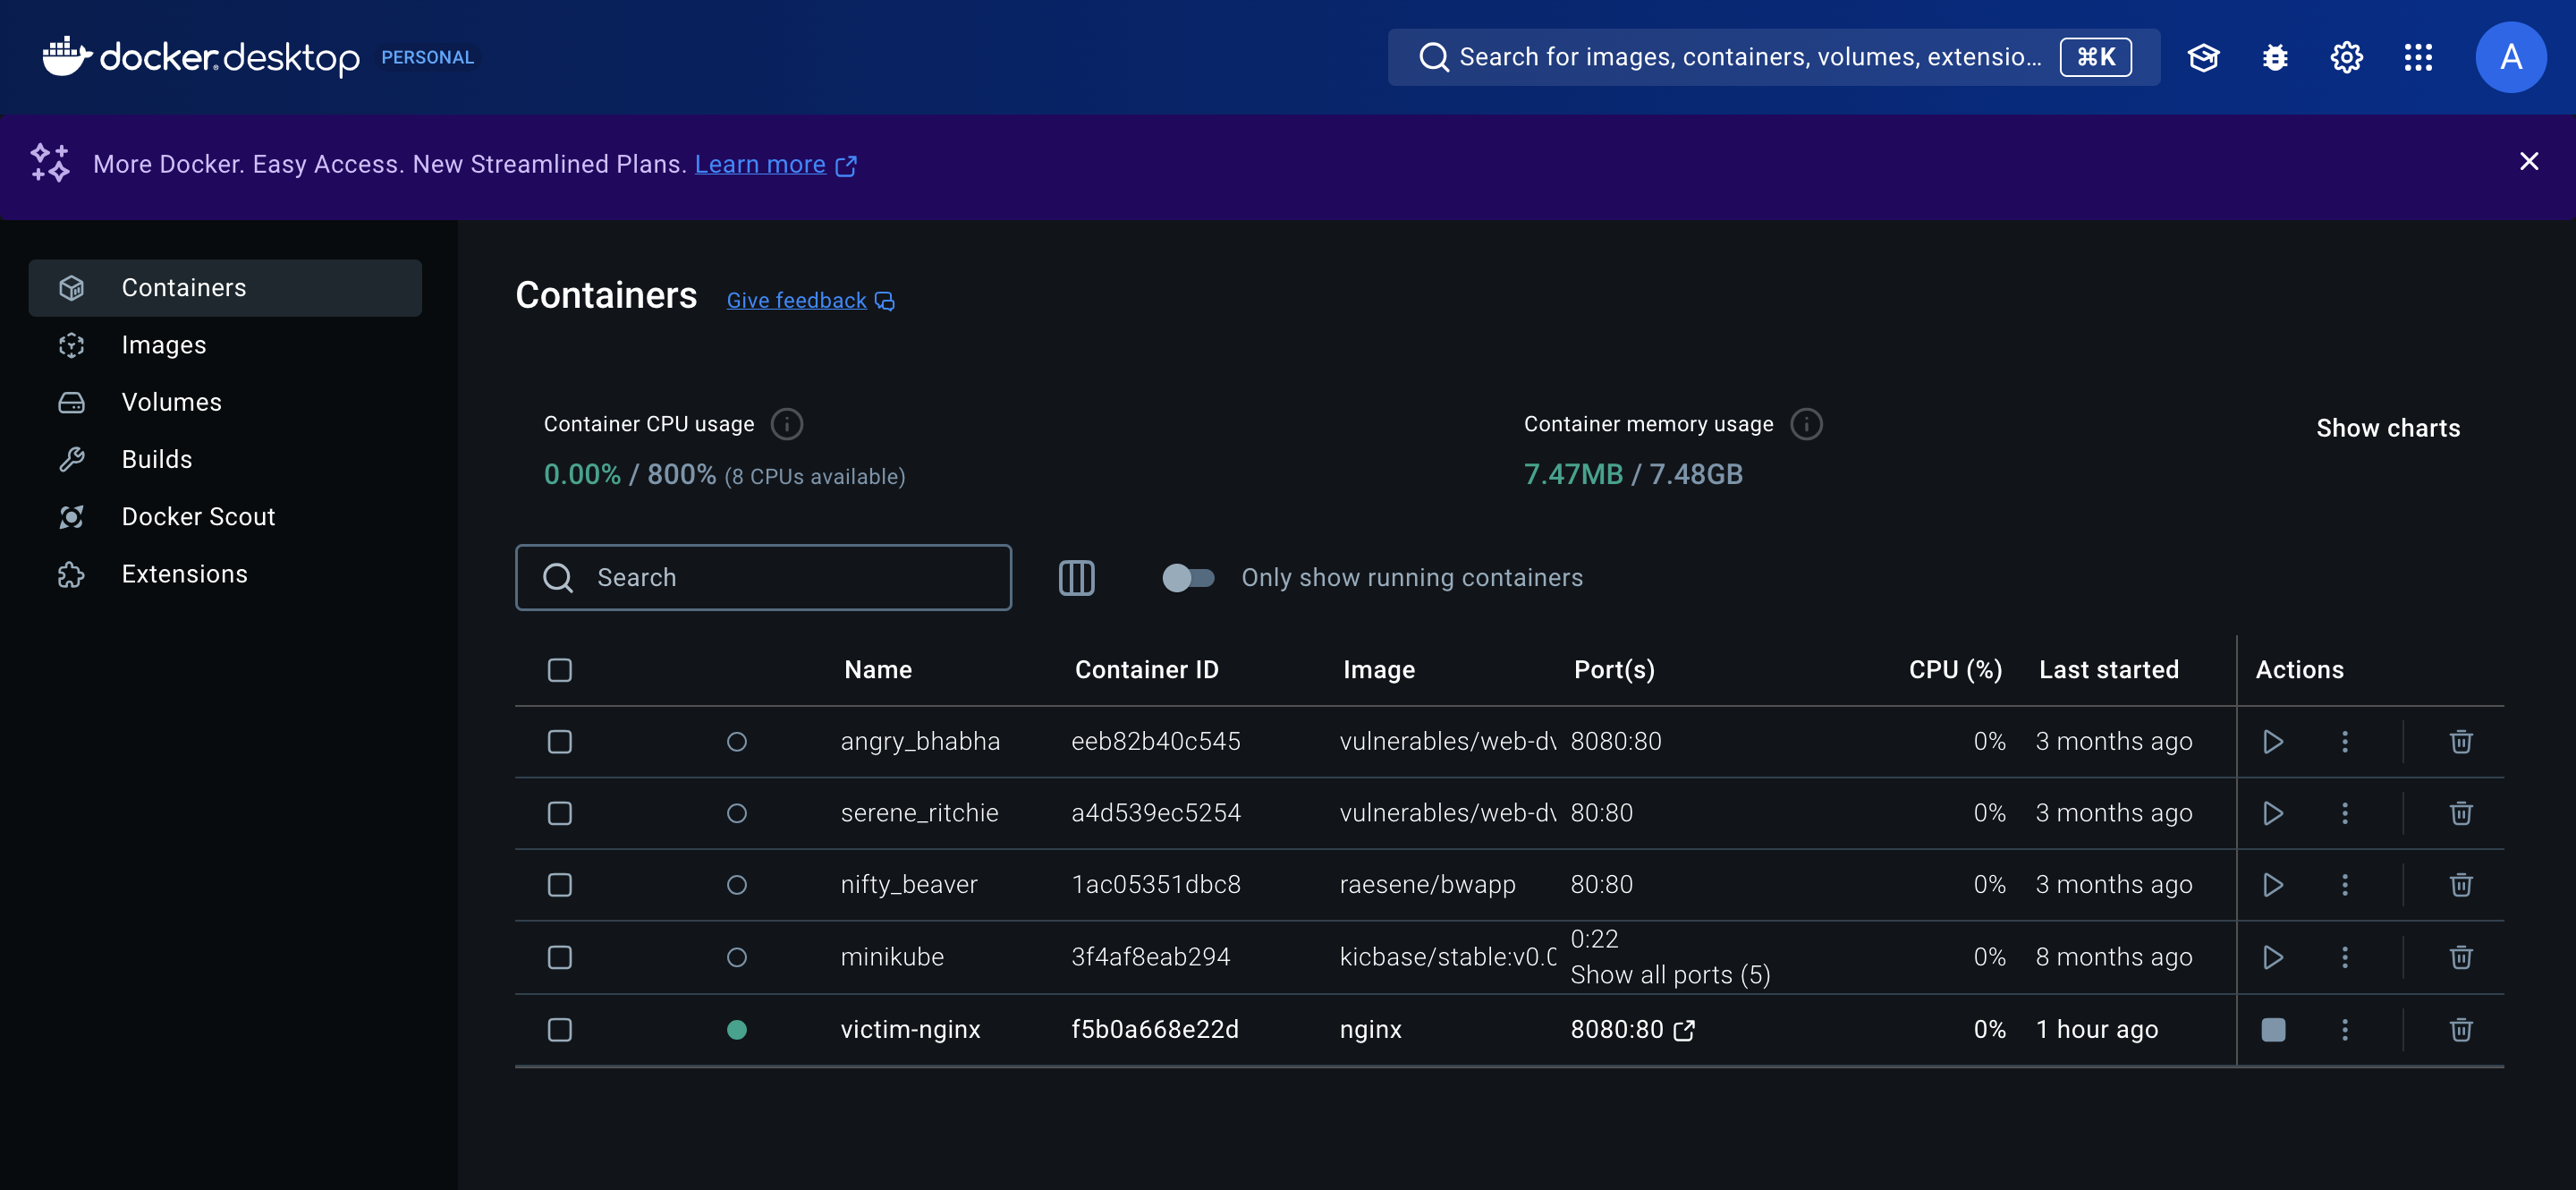 docker.desktop PERSONAL
Search for images, containers, volumes, extensio... ⌘K
A
More Docker. Easy Access. New Streamlined Plans. Learn more
Containers
Images
Volumes
Builds
Docker Scout
Extensions
Containers Give feedback
Container CPU usage
0.00% / 800% (8 CPUs available)
Container memory usage
7.47MB / 7.48GB
Show charts
Search
Only show running containers
Name Container ID Image Port(s) CPU (%) Last started Actions
angry_bhabha eeb82b40c545 vulnerables/web-dv 8080:80 0% 3 months ago
serene_ritchie a4d539ec5254 vulnerables/web-dv 80:80 0% 3 months ago
nifty_beaver 1ac05351dbc8 raesene/bwapp 80:80 0% 3 months ago
minikube 3f4af8eab294 kicbase/stable:v0.0 0:22 0% 8 months ago
Show all ports (5)
victim-nginx f5b0a668e22d nginx 8080:80 0% 1 hour ago